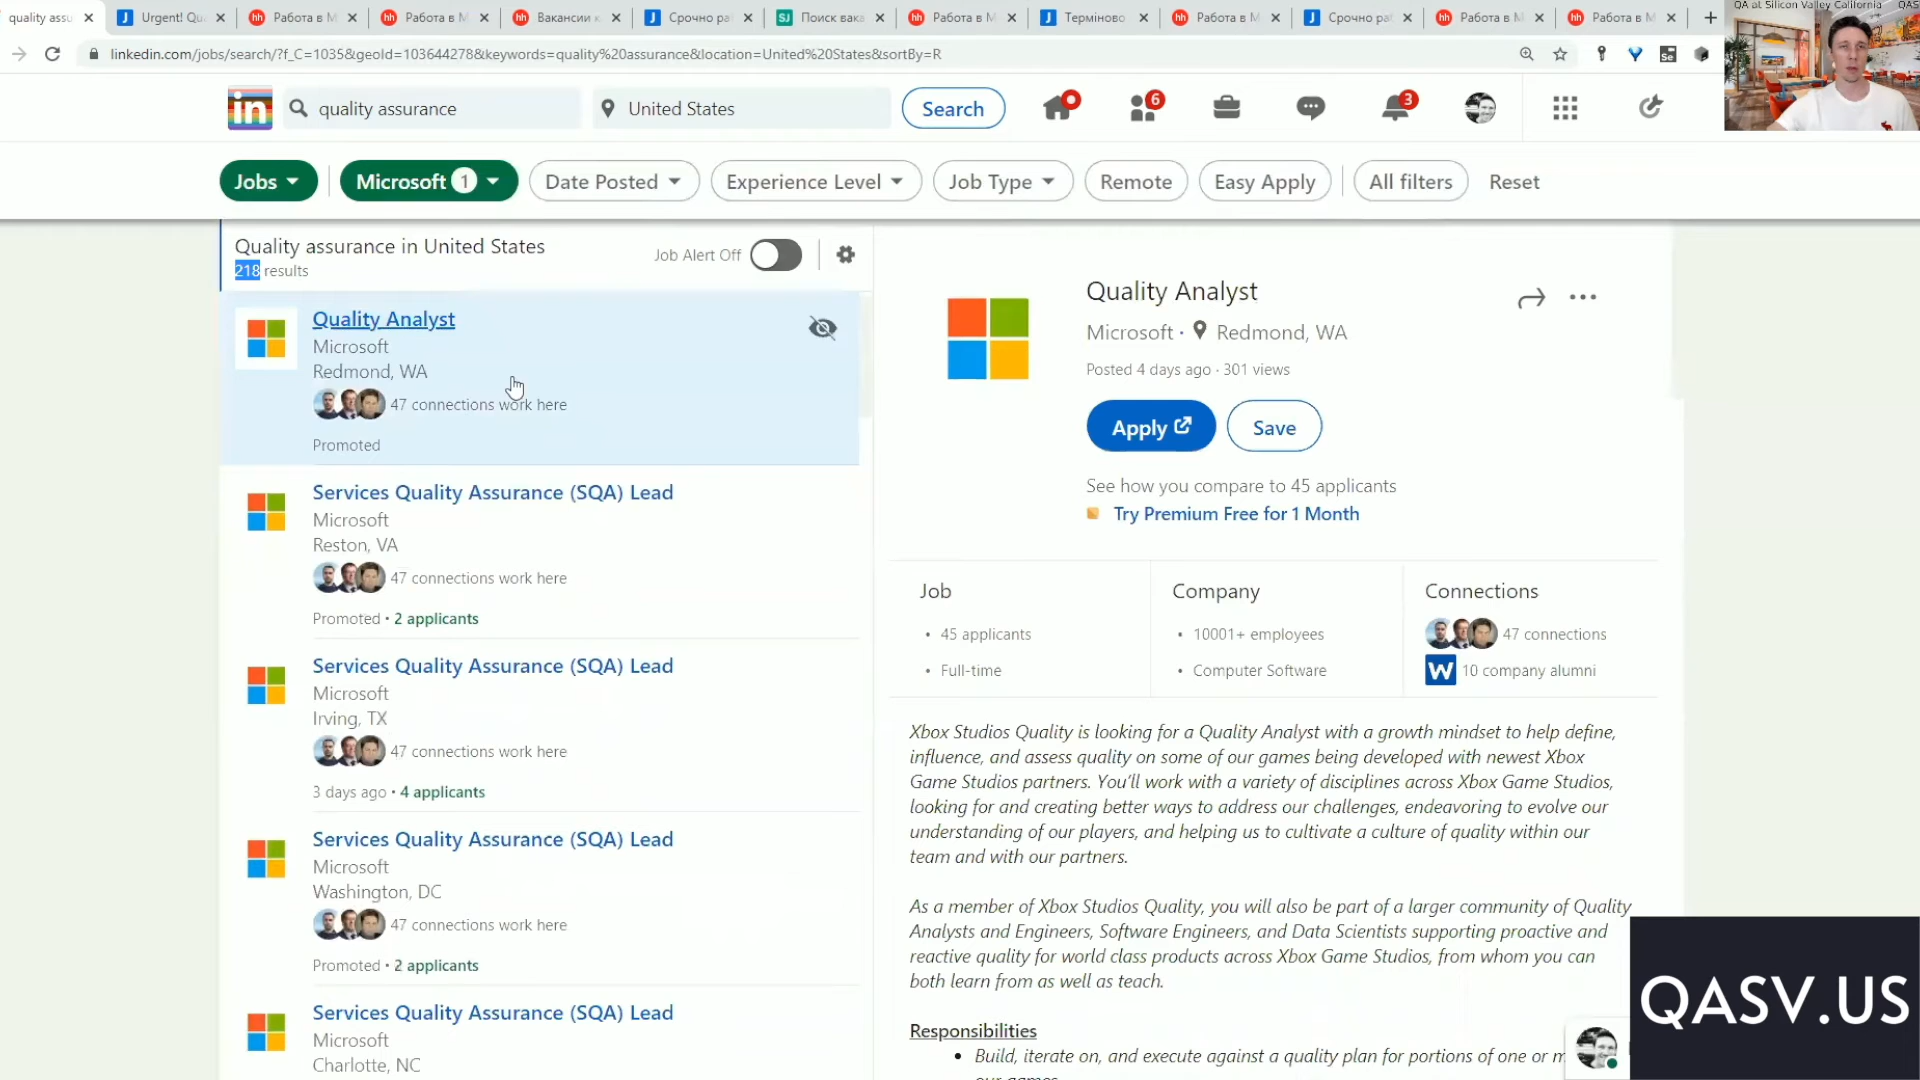 quality assu
Urgent! Qu
Работа в М
Работа в М
Вакансии к
Срочно ра
Поиск вака
Работа в М
Терміново
Работа в М
Срочно ра
Работа в М
Работа в М
QA at Silicon Valley California QAS
linkedin.com/jobs/search/?f_C=1035&geoId=103644278&keywords=quality%20assurance&location=United%20States&sortBy=R
in
quality assurance
United States
Search
6
3
Jobs
Microsoft 1
Date Posted
Experience Level
Job Type
Remote
Easy Apply
All filters
Reset
Quality assurance in United States
218 results
Job Alert Off
Quality Analyst
Microsoft
Redmond, WA
47 connections work here
Promoted
Services Quality Assurance (SQA) Lead
Microsoft
Reston, VA
47 connections work here
Promoted • 2 applicants
Services Quality Assurance (SQA) Lead
Microsoft
Irving, TX
47 connections work here
3 days ago • 4 applicants
Services Quality Assurance (SQA) Lead
Microsoft
Washington, DC
47 connections work here
Promoted • 2 applicants
Services Quality Assurance (SQA) Lead
Microsoft
Charlotte, NC
Quality Analyst
Microsoft · Redmond, WA
Posted 4 days ago · 301 views
Apply
Save
See how you compare to 45 applicants
Try Premium Free for 1 Month
Job
• 45 applicants
• Full-time
Company
• 10001+ employees
• Computer Software
Connections
47 connections
W 10 company alumni
Xbox Studios Quality is looking for a Quality Analyst with a growth mindset to help define,
influence, and assess quality on some of our games being developed with newest Xbox
Game Studios partners. You'll work with a variety of disciplines across Xbox Game Studios,
looking for and creating better ways to address our challenges, endeavoring to evolve our
understanding of our players, and helping us to cultivate a culture of quality within our
team and with our partners.
As a member of Xbox Studios Quality, you will also be part of a larger community of Quality
Analysts and Engineers, Software Engineers, and Data Scientists supporting proactive and
reactive quality for world class products across Xbox Game Studios, from whom you can
both learn from as well as teach.
Responsibilities
• Build, iterate on, and execute against a quality plan for portions of one or m
our games
QASV.US